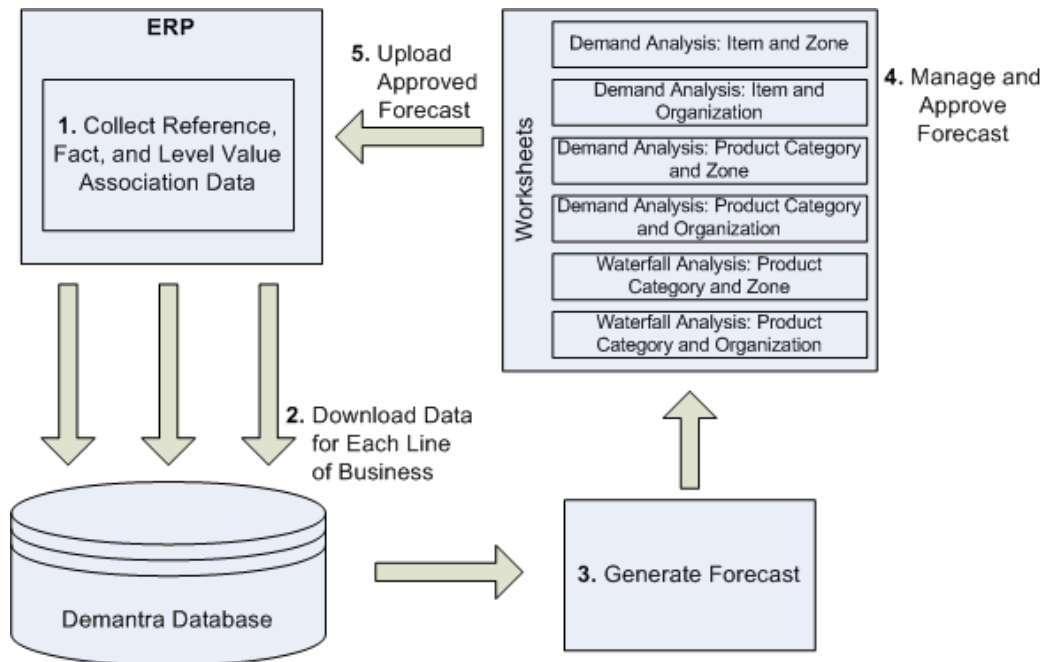 ERP
1. Collect Reference,
Fact, and Level Value
Association Data
5. Upload
Approved
Forecast
Worksheets
Demand Analysis: Item and Zone
Demand Analysis: Item and
Organization
Demand Analysis: Product Category
and Zone
Demand Analysis: Product Category
and Organization
Waterfall Analysis: Product
Category and Zone
Waterfall Analysis: Product
Category and Organization
4. Manage and
Approve
Forecast
2. Download Data
for Each Line
of Business
Demantra Database
3. Generate Forecast